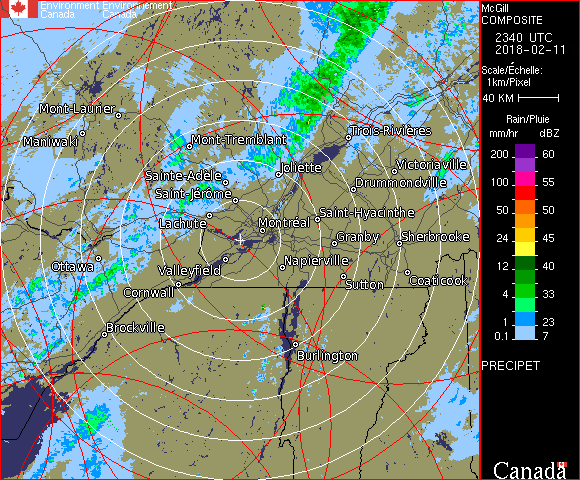 Environment Environnement
Canada Canada
Mont-Laurier
Maniwaki
Mont-Tremblant
Trois-Rivières
Joliette
Victoriaville
Sainte-Adèle
Drummondville
Saint-Jérôme
Lachute
Saint-Hyacinthe
Montréal
Granby
Sherbrooke
Ottawa
Valleyfield
Napierville
Cornwall
Sutton
Coaticook
Brockville
Burlington
McGill
COMPOSITE
2340 UTC
2018-02-11
Scale/Échelle:
1km/Pixel
40 KM
Rain/Pluie
mm/hr dBZ
200 60
100 55
50 50
24 45
12 40
4 33
1 23
0.1 7
PRECIPET
Canada